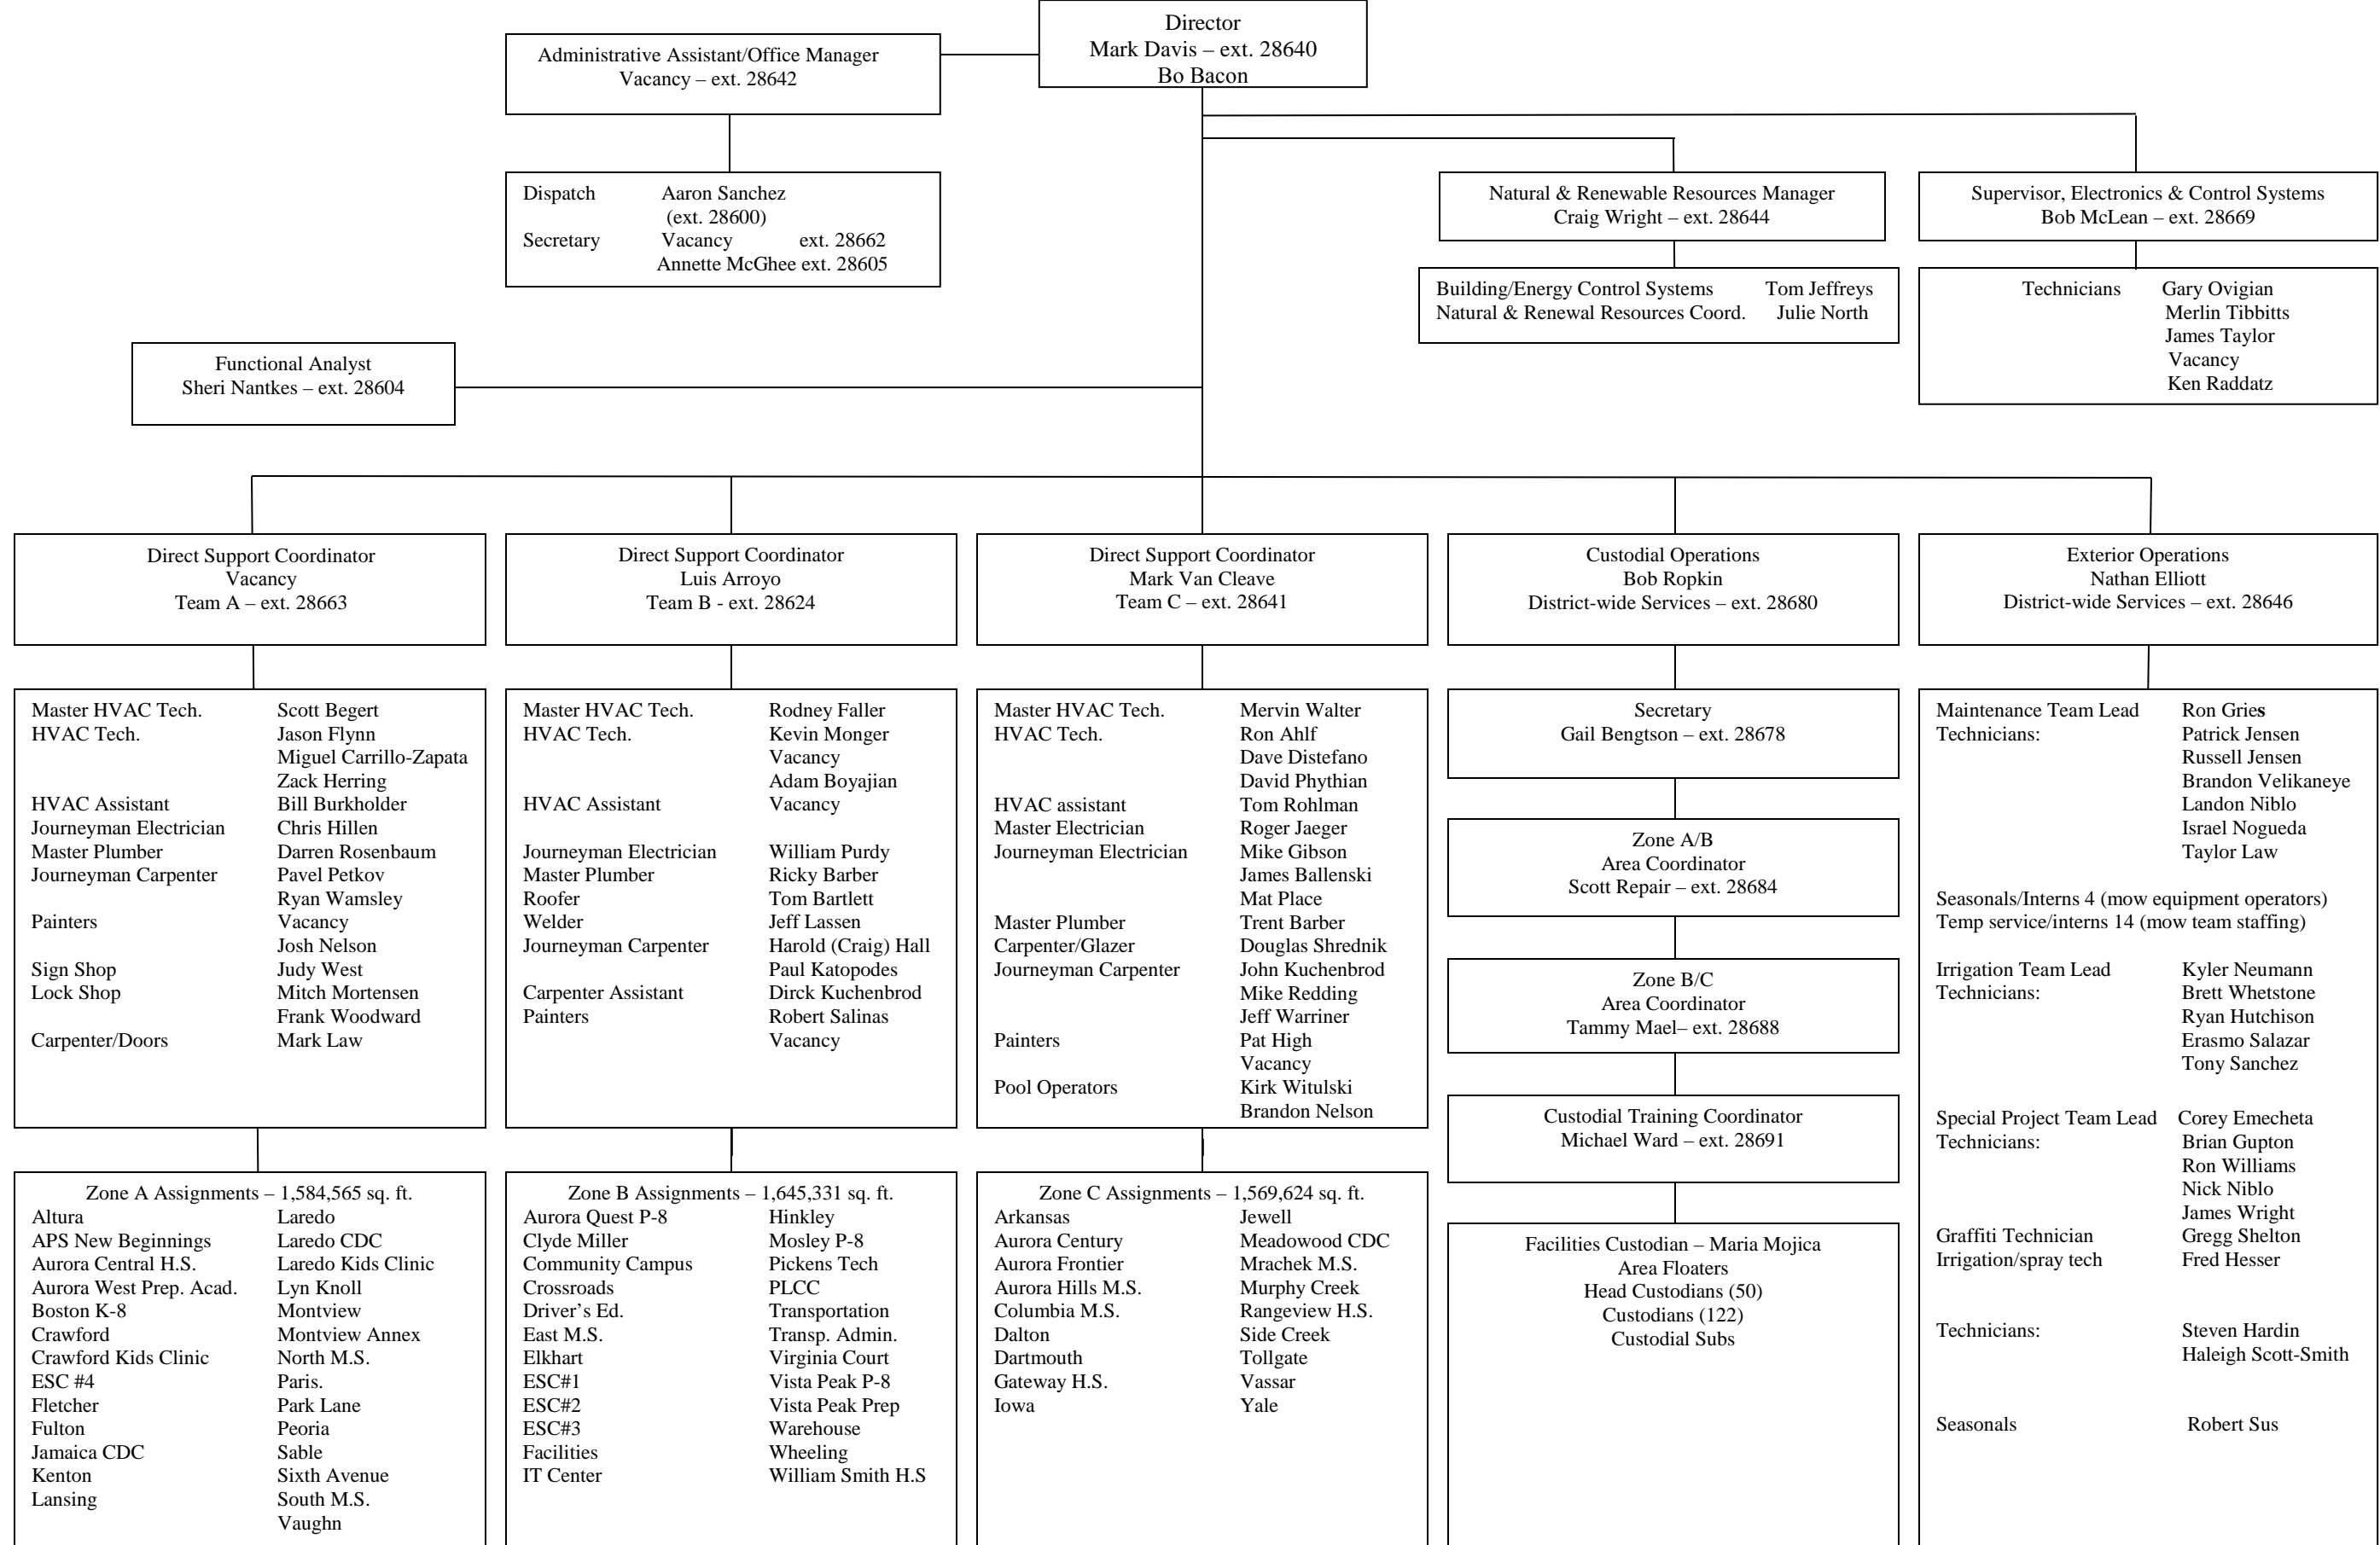 Director
Mark Davis – ext. 28640
Bo Bacon
Administrative Assistant/Office Manager
Vacancy – ext. 28642
Dispatch Aaron Sanchez
(ext. 28600)
Secretary Vacancy ext. 28662
Annette McGhee ext. 28605
Natural & Renewable Resources Manager
Craig Wright – ext. 28644
Building/Energy Control Systems Tom Jeffreys
Natural & Renewal Resources Coord. Julie North
Supervisor, Electronics & Control Systems
Bob McLean – ext. 28669
Technicians Gary Ovigian
Merlin Tibbitts
James Taylor
Vacancy
Ken Raddatz
Functional Analyst
Sheri Nantkes – ext. 28604
Direct Support Coordinator
Vacancy
Team A – ext. 28663
Master HVAC Tech. Scott Begert
HVAC Tech. Jason Flynn
Miguel Carrillo-Zapata
Zack Herring
HVAC Assistant Bill Burkholder
Journeyman Electrician Chris Hillen
Master Plumber Darren Rosenbaum
Journeyman Carpenter Pavel Petkov
Ryan Wamsley
Painters Vacancy
Josh Nelson
Sign Shop Judy West
Lock Shop Mitch Mortensen
Frank Woodward
Carpenter/Doors Mark Law
Zone A Assignments – 1,584,565 sq. ft.
Altura Laredo
APS New Beginnings Laredo CDC
Aurora Central H.S. Laredo Kids Clinic
Aurora West Prep. Acad. Lyn Knoll
Boston K-8 Montview
Crawford Montview Annex
Crawford Kids Clinic North M.S.
ESC #4 Paris.
Fletcher Park Lane
Fulton Peoria
Jamaica CDC Sable
Kenton Sixth Avenue
Lansing South M.S.
Vaughn
Direct Support Coordinator
Luis Arroyo
Team B - ext. 28624
Master HVAC Tech. Rodney Faller
HVAC Tech. Kevin Monger
Vacancy
Adam Boyajian
HVAC Assistant Vacancy
Journeyman Electrician William Purdy
Master Plumber Ricky Barber
Roofer Tom Bartlett
Welder Jeff Lassen
Journeyman Carpenter Harold (Craig) Hall
Paul Katopodes
Carpenter Assistant Dirck Kuchenbrod
Painters Robert Salinas
Vacancy
Zone B Assignments – 1,645,331 sq. ft.
Aurora Quest P-8 Hinkley
Clyde Miller Mosley P-8
Community Campus Pickens Tech
Crossroads PLCC
Driver's Ed. Transportation
East M.S. Transp. Admin.
Elkhart Virginia Court
ESC#1 Vista Peak P-8
ESC#2 Vista Peak Prep
ESC#3 Warehouse
Facilities Wheeling
IT Center William Smith H.S
Direct Support Coordinator
Mark Van Cleave
Team C – ext. 28641
Master HVAC Tech. Mervin Walter
HVAC Tech. Ron Ahlf
Dave Distefano
David Phythian
HVAC assistant Tom Rohlman
Master Electrician Roger Jaeger
Journeyman Electrician Mike Gibson
James Ballenski
Mat Place
Master Plumber Trent Barber
Carpenter/Glazer Douglas Shrednik
Journeyman Carpenter John Kuchenbrod
Mike Redding
Jeff Warriner
Painters Pat High
Vacancy
Pool Operators Kirk Witulski
Brandon Nelson
Zone C Assignments – 1,569,624 sq. ft.
Arkansas Jewell
Aurora Century Meadowood CDC
Aurora Frontier Mrachek M.S.
Aurora Hills M.S. Murphy Creek
Columbia M.S. Rangeview H.S.
Dalton Side Creek
Dartmouth Tollgate
Gateway H.S. Vassar
Iowa Yale
Custodial Operations
Bob Ropkin
District-wide Services – ext. 28680
Secretary
Gail Bengtson – ext. 28678
Zone A/B
Area Coordinator
Scott Repair – ext. 28684
Zone B/C
Area Coordinator
Tammy Mael– ext. 28688
Custodial Training Coordinator
Michael Ward – ext. 28691
Facilities Custodian – Maria Mojica
Area Floaters
Head Custodians (50)
Custodians (122)
Custodial Subs
Exterior Operations
Nathan Elliott
District-wide Services – ext. 28646
Maintenance Team Lead Ron Gries
Technicians: Patrick Jensen
Russell Jensen
Brandon Velikaneye
Landon Niblo
Israel Nogueda
Taylor Law
Seasonals/Interns 4 (mow equipment operators)
Temp service/interns 14 (mow team staffing)
Irrigation Team Lead Kyler Neumann
Technicians: Brett Whetstone
Ryan Hutchison
Erasmo Salazar
Tony Sanchez
Special Project Team Lead Corey Emecheta
Technicians: Brian Gupton
Ron Williams
Nick Niblo
James Wright
Graffiti Technician Gregg Shelton
Irrigation/spray tech Fred Hesser
Technicians: Steven Hardin
Haleigh Scott-Smith
Seasonals Robert Sus